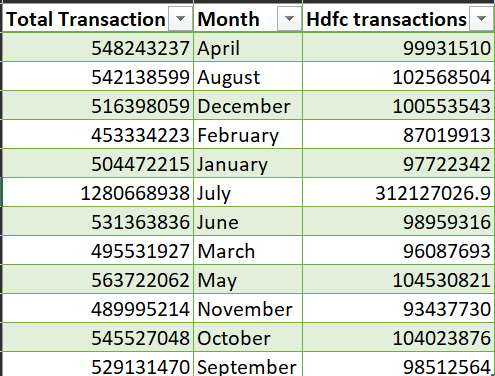 Total Transaction Month Hdfc transactions
548243237 April 99931510
542138599 August 102568504
516398059 December 100553543
453334223 February 87019913
504472215 January 97722342
1280668938 July 312127026.9
531363836 June 98959316
495531927 March 96087693
563722062 May 104530821
489995214 November 93437730
545527048 October 104023876
529131470 September 98512564